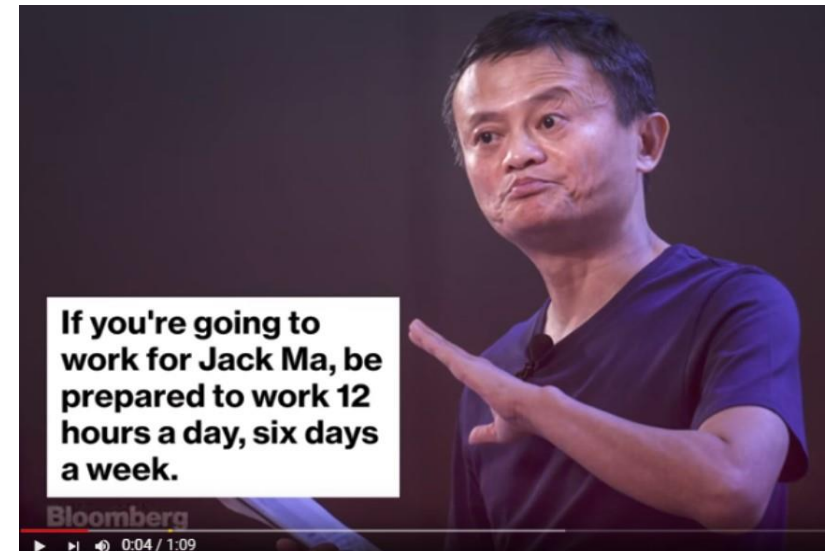 If you're going to
work for Jack Ma, be
prepared to work 12
hours a day, six days
a week.
Bloomberg
0:04 / 1:09